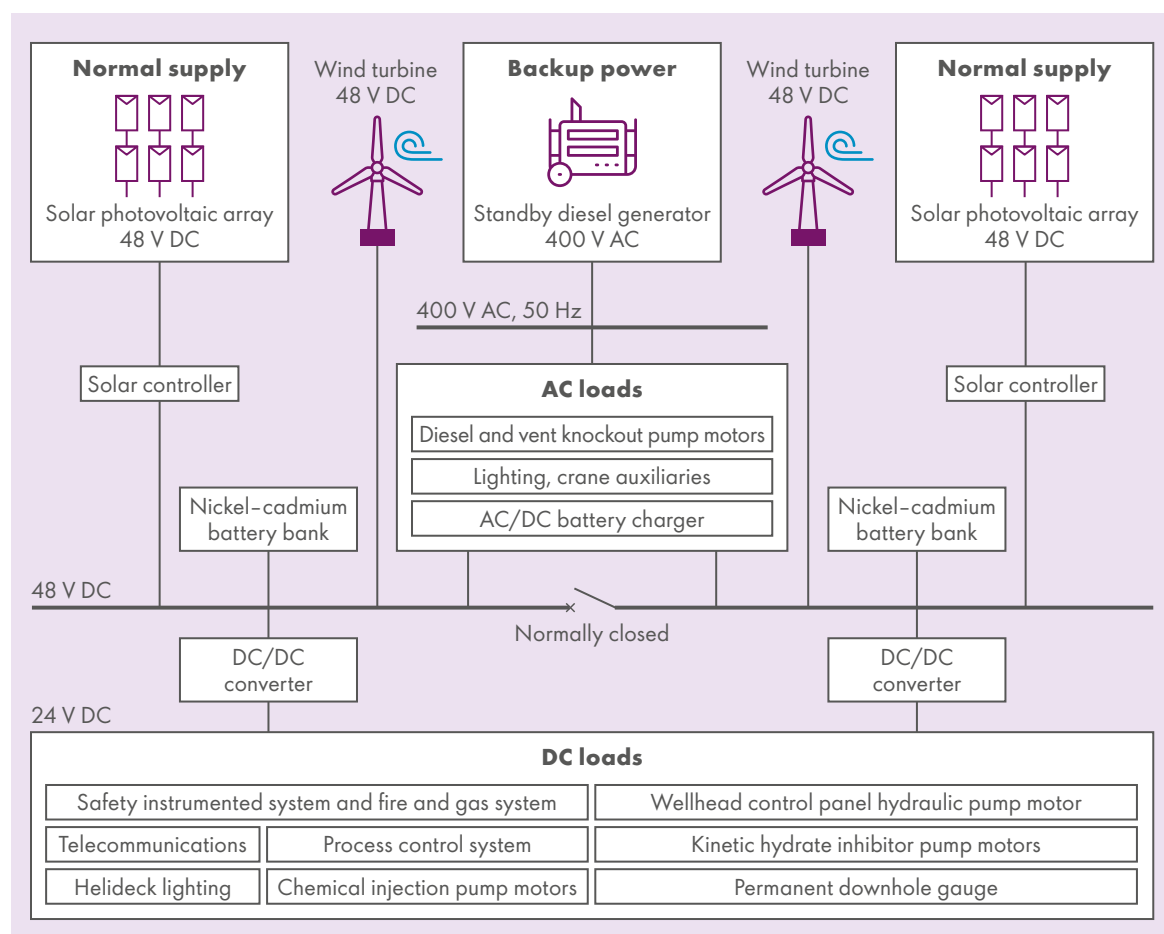 Normal supply
Solar photovoltaic array
48 V DC
Wind turbine
48 V DC
Backup power
Standby diesel generator
400 V AC
Wind turbine
48 V DC
Normal supply
Solar photovoltaic array
48 V DC
400 V AC, 50 Hz
Solar controller
AC loads
Diesel and vent knockout pump motors
Lighting, crane auxiliaries
AC/DC battery charger
Solar controller
Nickel–cadmium
battery bank
Nickel–cadmium
battery bank
48 V DC
Normally closed
DC/DC
converter
DC/DC
converter
24 V DC
DC loads
Safety instrumented system and fire and gas system
Wellhead control panel hydraulic pump motor
Telecommunications
Process control system
Kinetic hydrate inhibitor pump motors
Helideck lighting
Chemical injection pump motors
Permanent downhole gauge